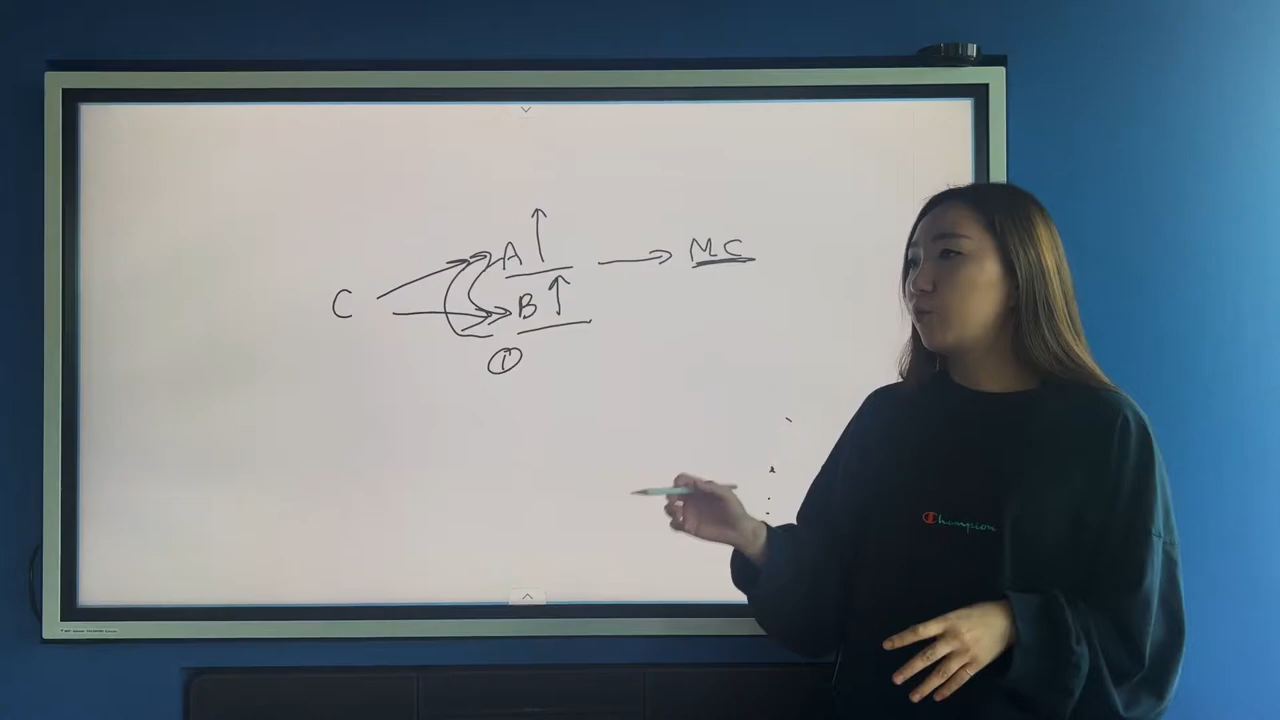 A↑ → MC
C
B↑
①
Champion